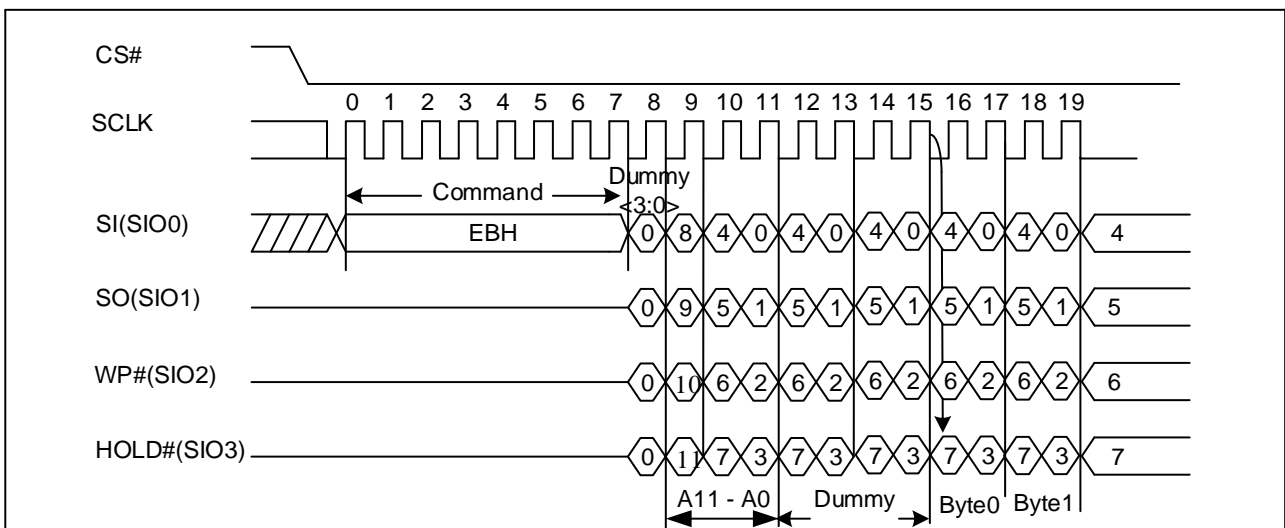 CS#
0 1 2 3 4 5 6 7 8 9 10 11 12 13 14 15 16 17 18 19
SCLK
Command
Dummy
<3:0>
SI(SIO0)
EBH
0 8 4 0 4 0 4 0 4 0 4 0 4
SO(SIO1)
0 9 5 1 5 1 5 1 5 1 5 1 5
WP#(SIO2)
0 10 6 2 6 2 6 2 6 2 6 2 6
HOLD#(SIO3)
0 11 7 3 7 3 7 3 7 3 7 3 7
A11 - A0 Dummy Byte0 Byte1